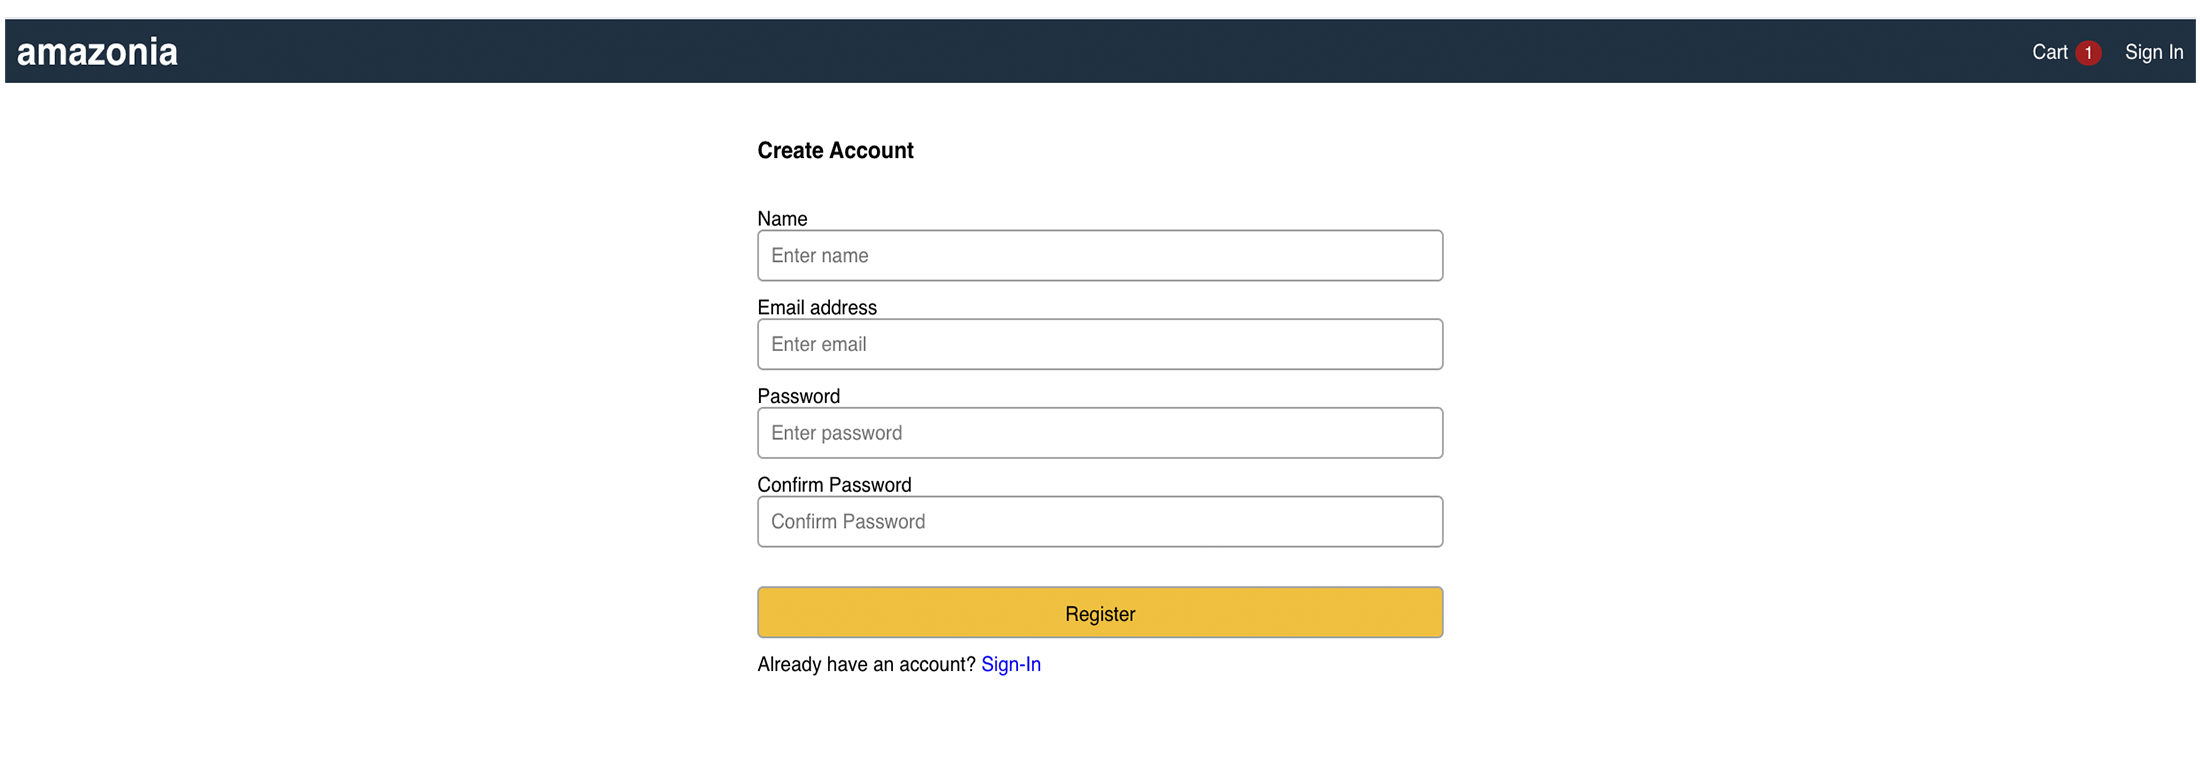 amazonia
Cart 1 Sign In
Create Account
Name
Enter name
Email address
Enter email
Password
Enter password
Confirm Password
Confirm Password
Register
Already have an account? Sign-In